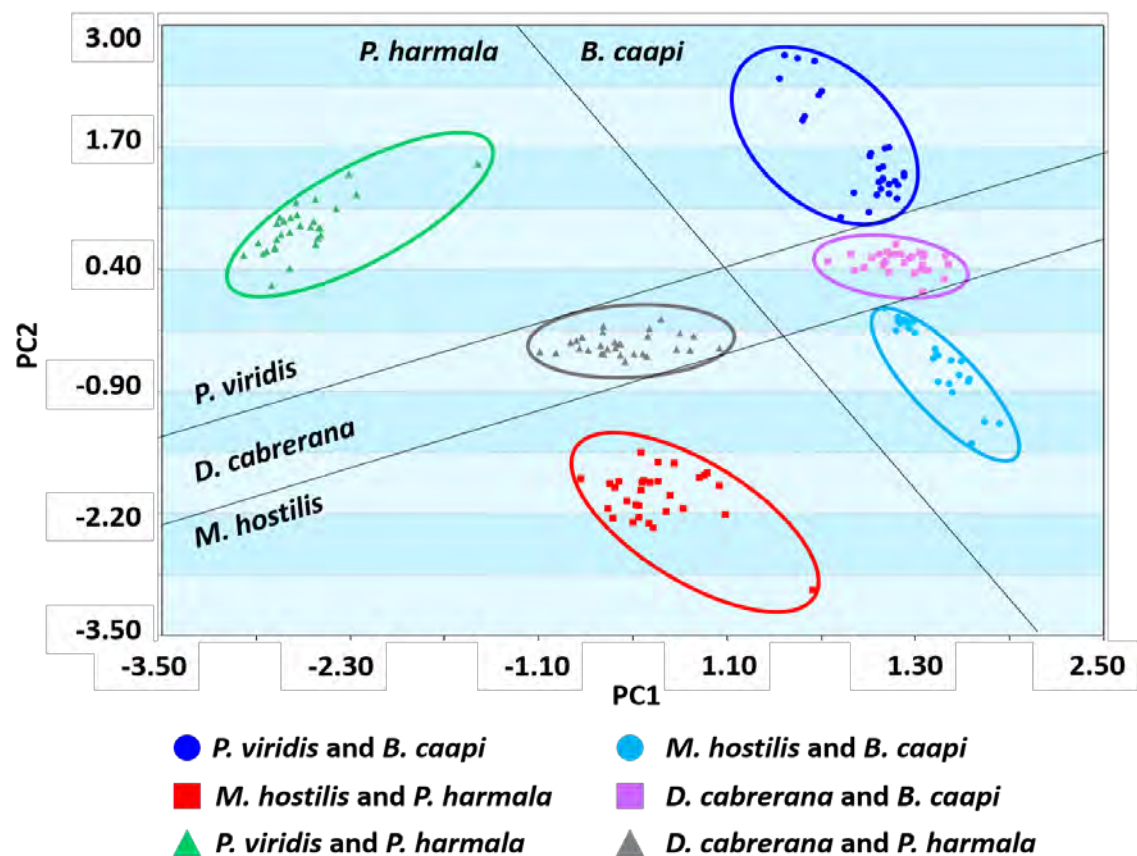 3.00
P. harmala B. caapi
1.70
0.40
PC2
P. viridis
-0.90
D. cabrerana
M. hostilis
-2.20
-3.50
-3.50 -2.30 -1.10 1.10 1.30 2.50
PC1
P. viridis and B. caapi
M. hostilis and B. caapi
M. hostilis and P. harmala
D. cabrerana and B. caapi
P. viridis and P. harmala
D. cabrerana and P. harmala